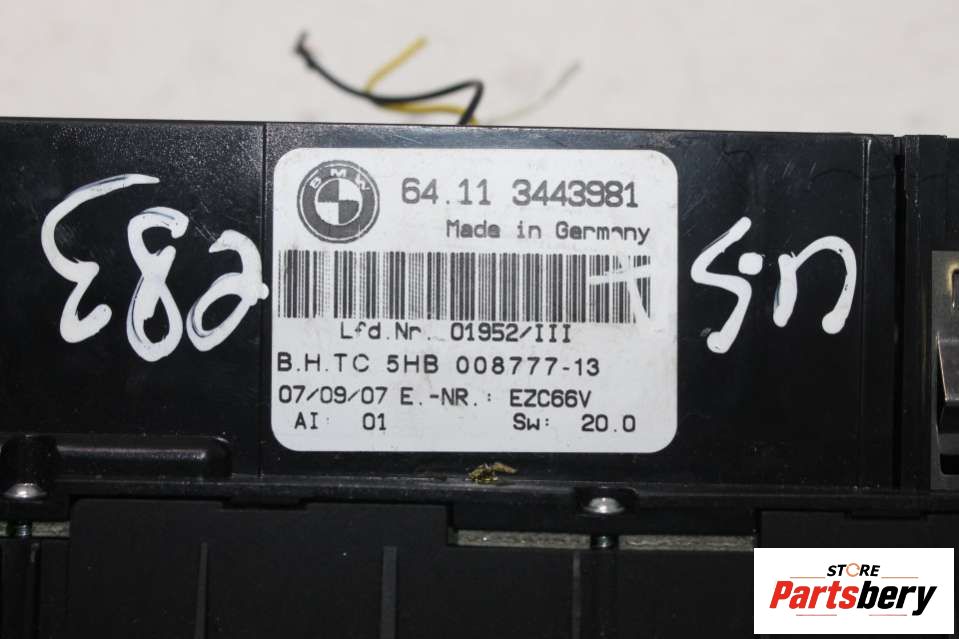 BMW
64.11 3443981
Made in Germany
Lfd.Nr. 01952/III
B.H.TC 5HB 008777-13
07/09/07 E.-NR.: EZC66V
AI: 01 Sw: 20.0
STORE
Partsbery